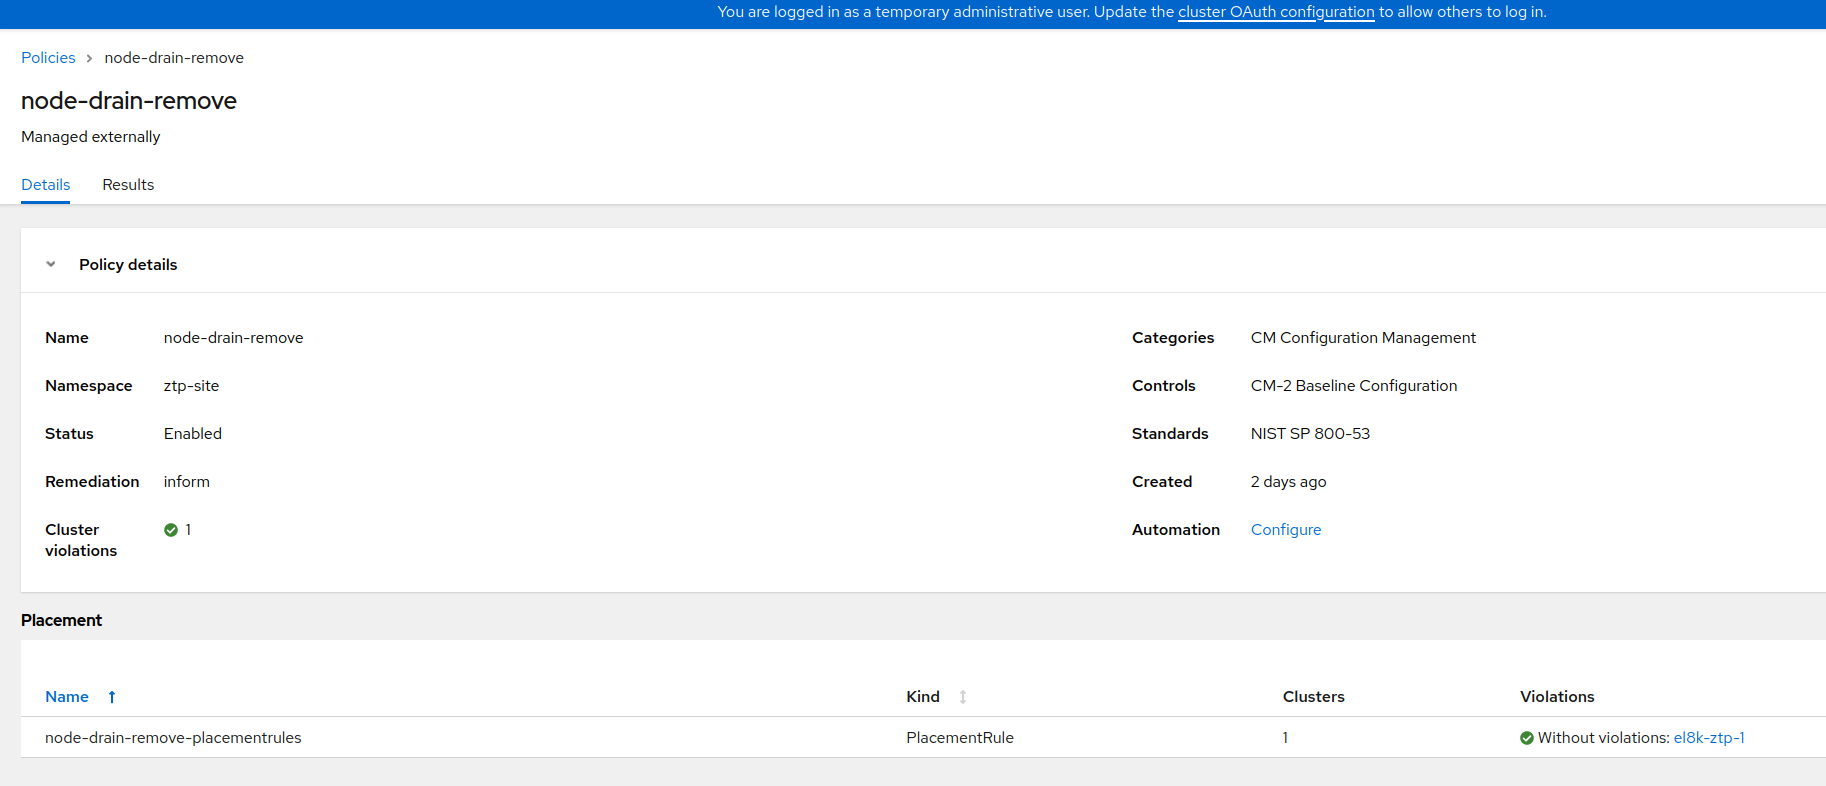 You are logged in as a temporary administrative user. Update the cluster OAuth configuration to allow others to log in.
Policies > node-drain-remove
node-drain-remove
Managed externally
Details Results
Policy details
Name node-drain-remove Categories CM Configuration Management
Namespace ztp-site Controls CM-2 Baseline Configuration
Status Enabled Standards NIST SP 800-53
Remediation inform Created 2 days ago
Cluster violations 1 Automation Configure
Placement
Name Kind Clusters Violations
node-drain-remove-placementrules PlacementRule 1 Without violations: el8k-ztp-1